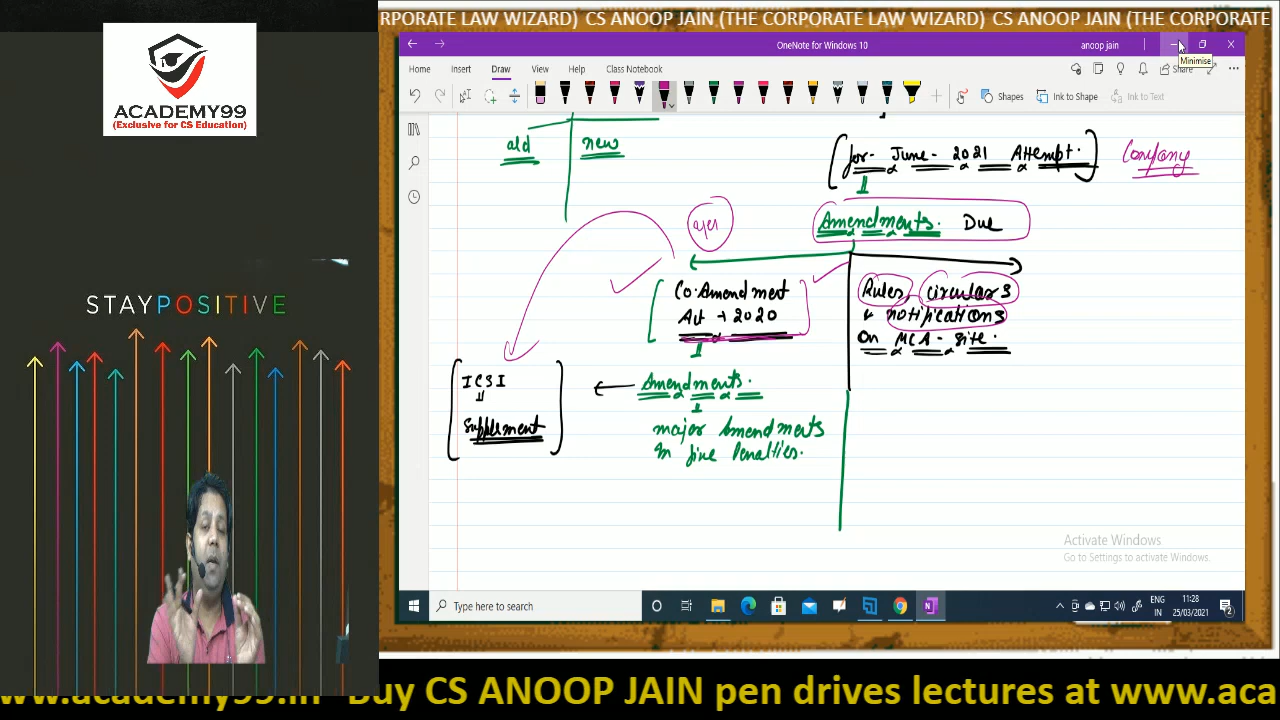 RPORATE LAW WIZARD)  CS ANOOP JAIN (THE CORPORATE LAW WIZARD)  CS ANOOP JAIN (THE CORPORATE
ACADEMY99
(Exclusive for CS Education)
OneNote for Windows 10
anoop jain
Minimise
Home Insert Draw View Help Class Notebook Share
Shapes Ink to Shape Ink to Text
old new
[for June-2021 Attempt.] Company
Amendments. Due
Co. Amendment
Act → 2020
Rules, circulars
& notifications
On MCA-Site.
ICSI
Supplement
Amendments.
major Amendments
In fine Penalties.
STAYPOSITIVE
Activate Windows
Go to Settings to activate Windows.
Type here to search
ENG
IN
11:28
25/03/2021
2
www.academy99.in Buy CS ANOOP JAIN pen drives lectures at www.aca